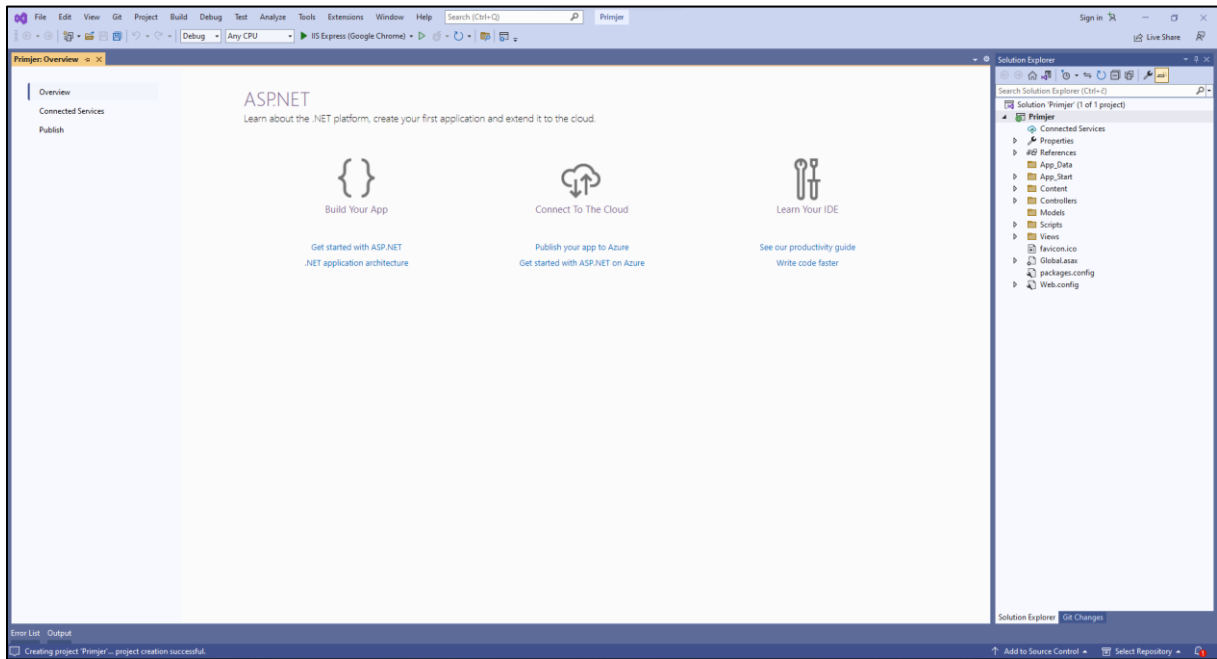 File Edit View Git Project Build Debug Test Analyze Tools Extensions Window Help Search (Ctrl+Q) Primjer Sign in
Debug Any CPU IIS Express (Google Chrome) Live Share
Primjer: Overview
Overview
Connected Services
Publish
ASP.NET
Learn about the .NET platform, create your first application and extend it to the cloud.
Build Your App
Get started with ASP.NET
.NET application architecture
Connect To The Cloud
Publish your app to Azure
Get started with ASP.NET on Azure
Learn Your IDE
See our productivity guide
Write code faster
Solution Explorer
Search Solution Explorer (Ctrl+č)
Solution 'Primjer' (1 of 1 project)
Primjer
Connected Services
Properties
References
App_Data
App_Start
Content
Controllers
Models
Scripts
Views
favicon.ico
Global.asax
packages.config
Web.config
Solution Explorer Git Changes
Error List Output
Creating project 'Primjer'... project creation successful. Add to Source Control Select Repository 1